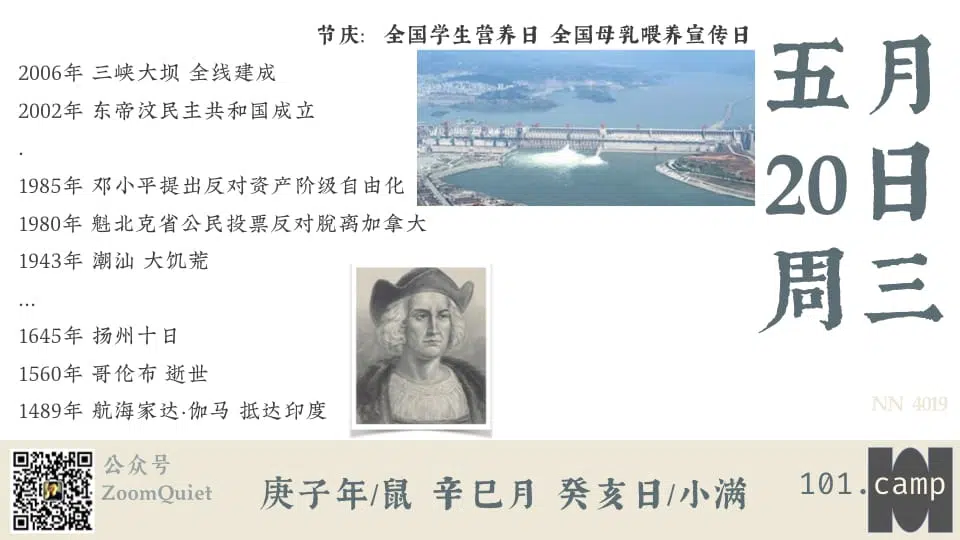 节庆: 全国学生营养日 全国母乳喂养宣传日
2006年 三峡大坝 全线建成
2002年 东帝汶民主共和国成立
.
1985年 邓小平提出反对资产阶级自由化
1980年 魁北克省公民投票反对脱离加拿大
1943年 潮汕 大饥荒
...
1645年 扬州十日
1560年 哥伦布 逝世
1489年 航海家达·伽马 抵达印度
五月
20日
周三
NN 4019
公众号
ZoomQuiet
庚子年/鼠 辛巳月 癸亥日/小满
101.camp